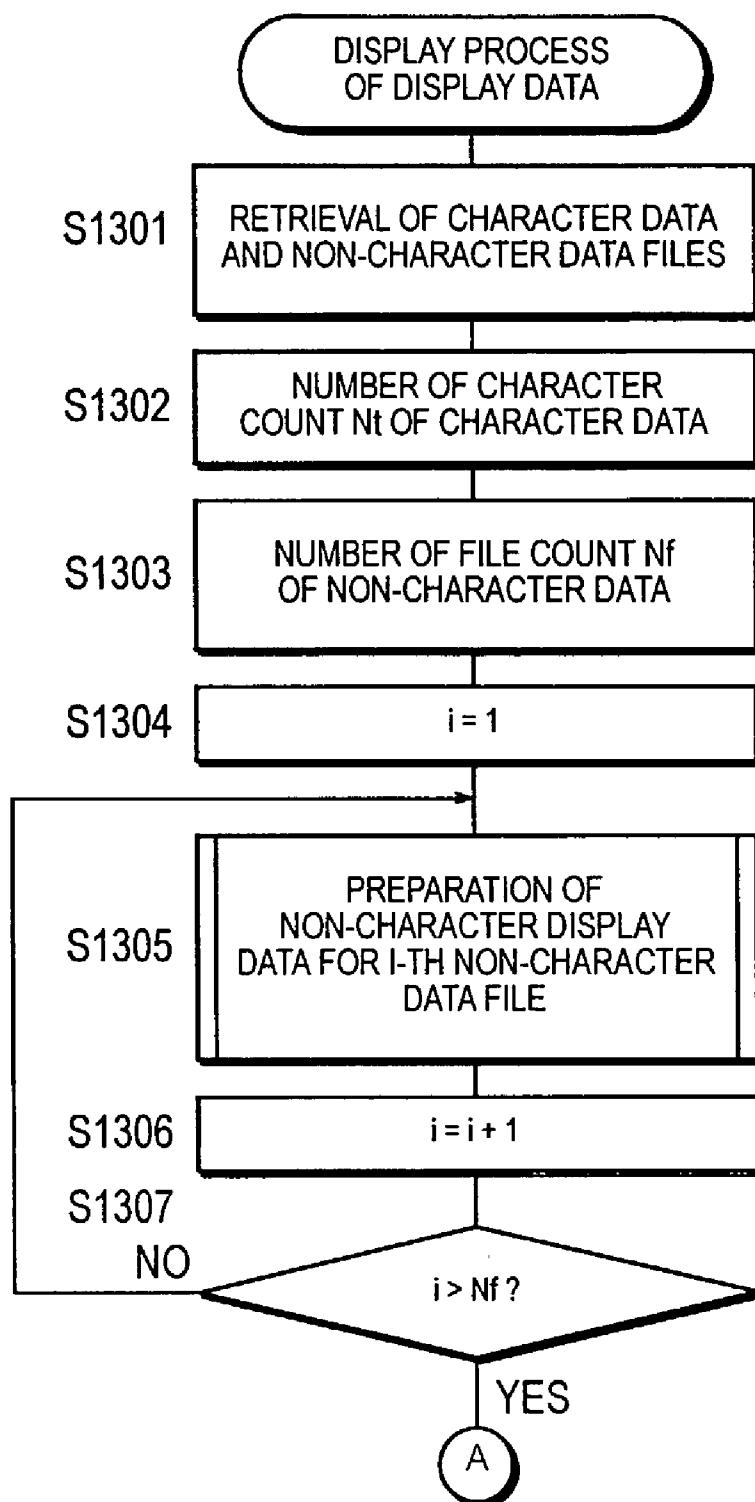 DISPLAY PROCESS
OF DISPLAY DATA
S1301
RETRIEVAL OF CHARACTER DATA
AND NON-CHARACTER DATA FILES
S1302
NUMBER OF CHARACTER
COUNT Nt OF CHARACTER DATA
S1303
NUMBER OF FILE COUNT Nf
OF NON-CHARACTER DATA
S1304
i = 1
S1305
PREPARATION OF
NON-CHARACTER DISPLAY
DATA FOR I-TH NON-CHARACTER
DATA FILE
S1306
i = i + 1
S1307
NO
i > Nf ?
YES
A